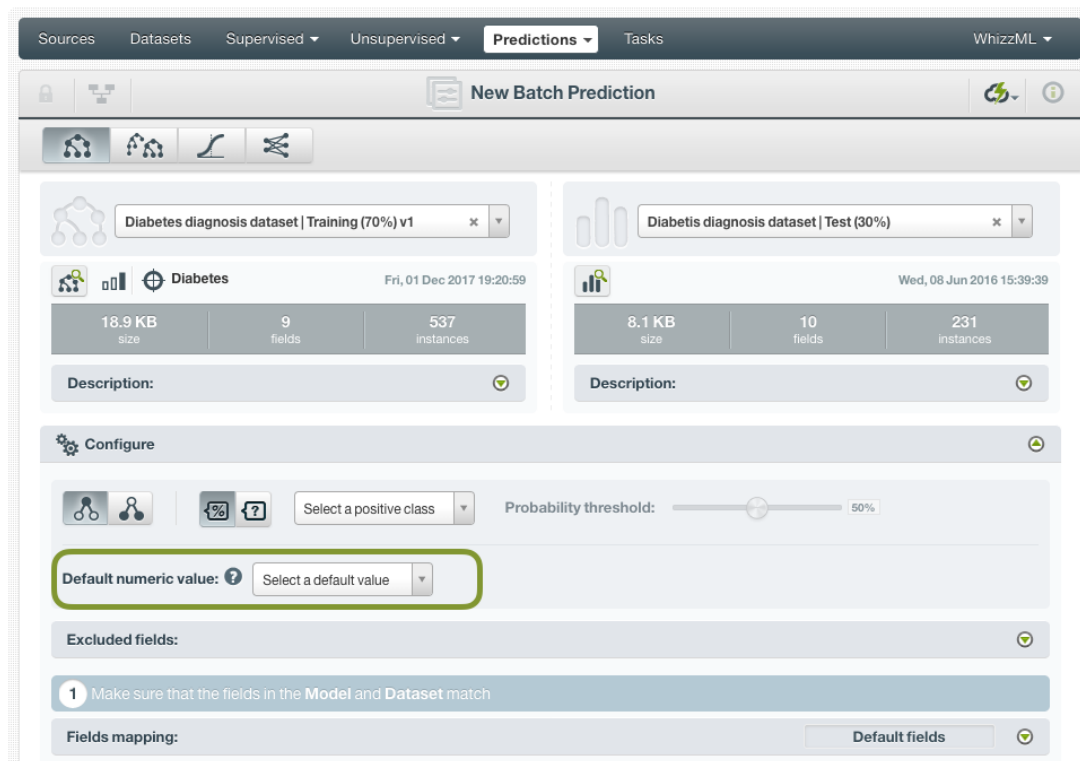 Sources Datasets Supervised Unsupervised Predictions Tasks WhizzML
New Batch Prediction
Diabetes diagnosis dataset | Training (70%) v1
Diabetis diagnosis dataset | Test (30%)
Diabetes Fri, 01 Dec 2017 19:20:59
Wed, 08 Jun 2016 15:39:39
18.9 KB 9 537
size fields instances
8.1 KB 10 231
size fields instances
Description:
Description:
Configure
Select a positive class Probability threshold: 50%
Default numeric value: ? Select a default value
Excluded fields:
1 Make sure that the fields in the Model and Dataset match
Fields mapping: Default fields